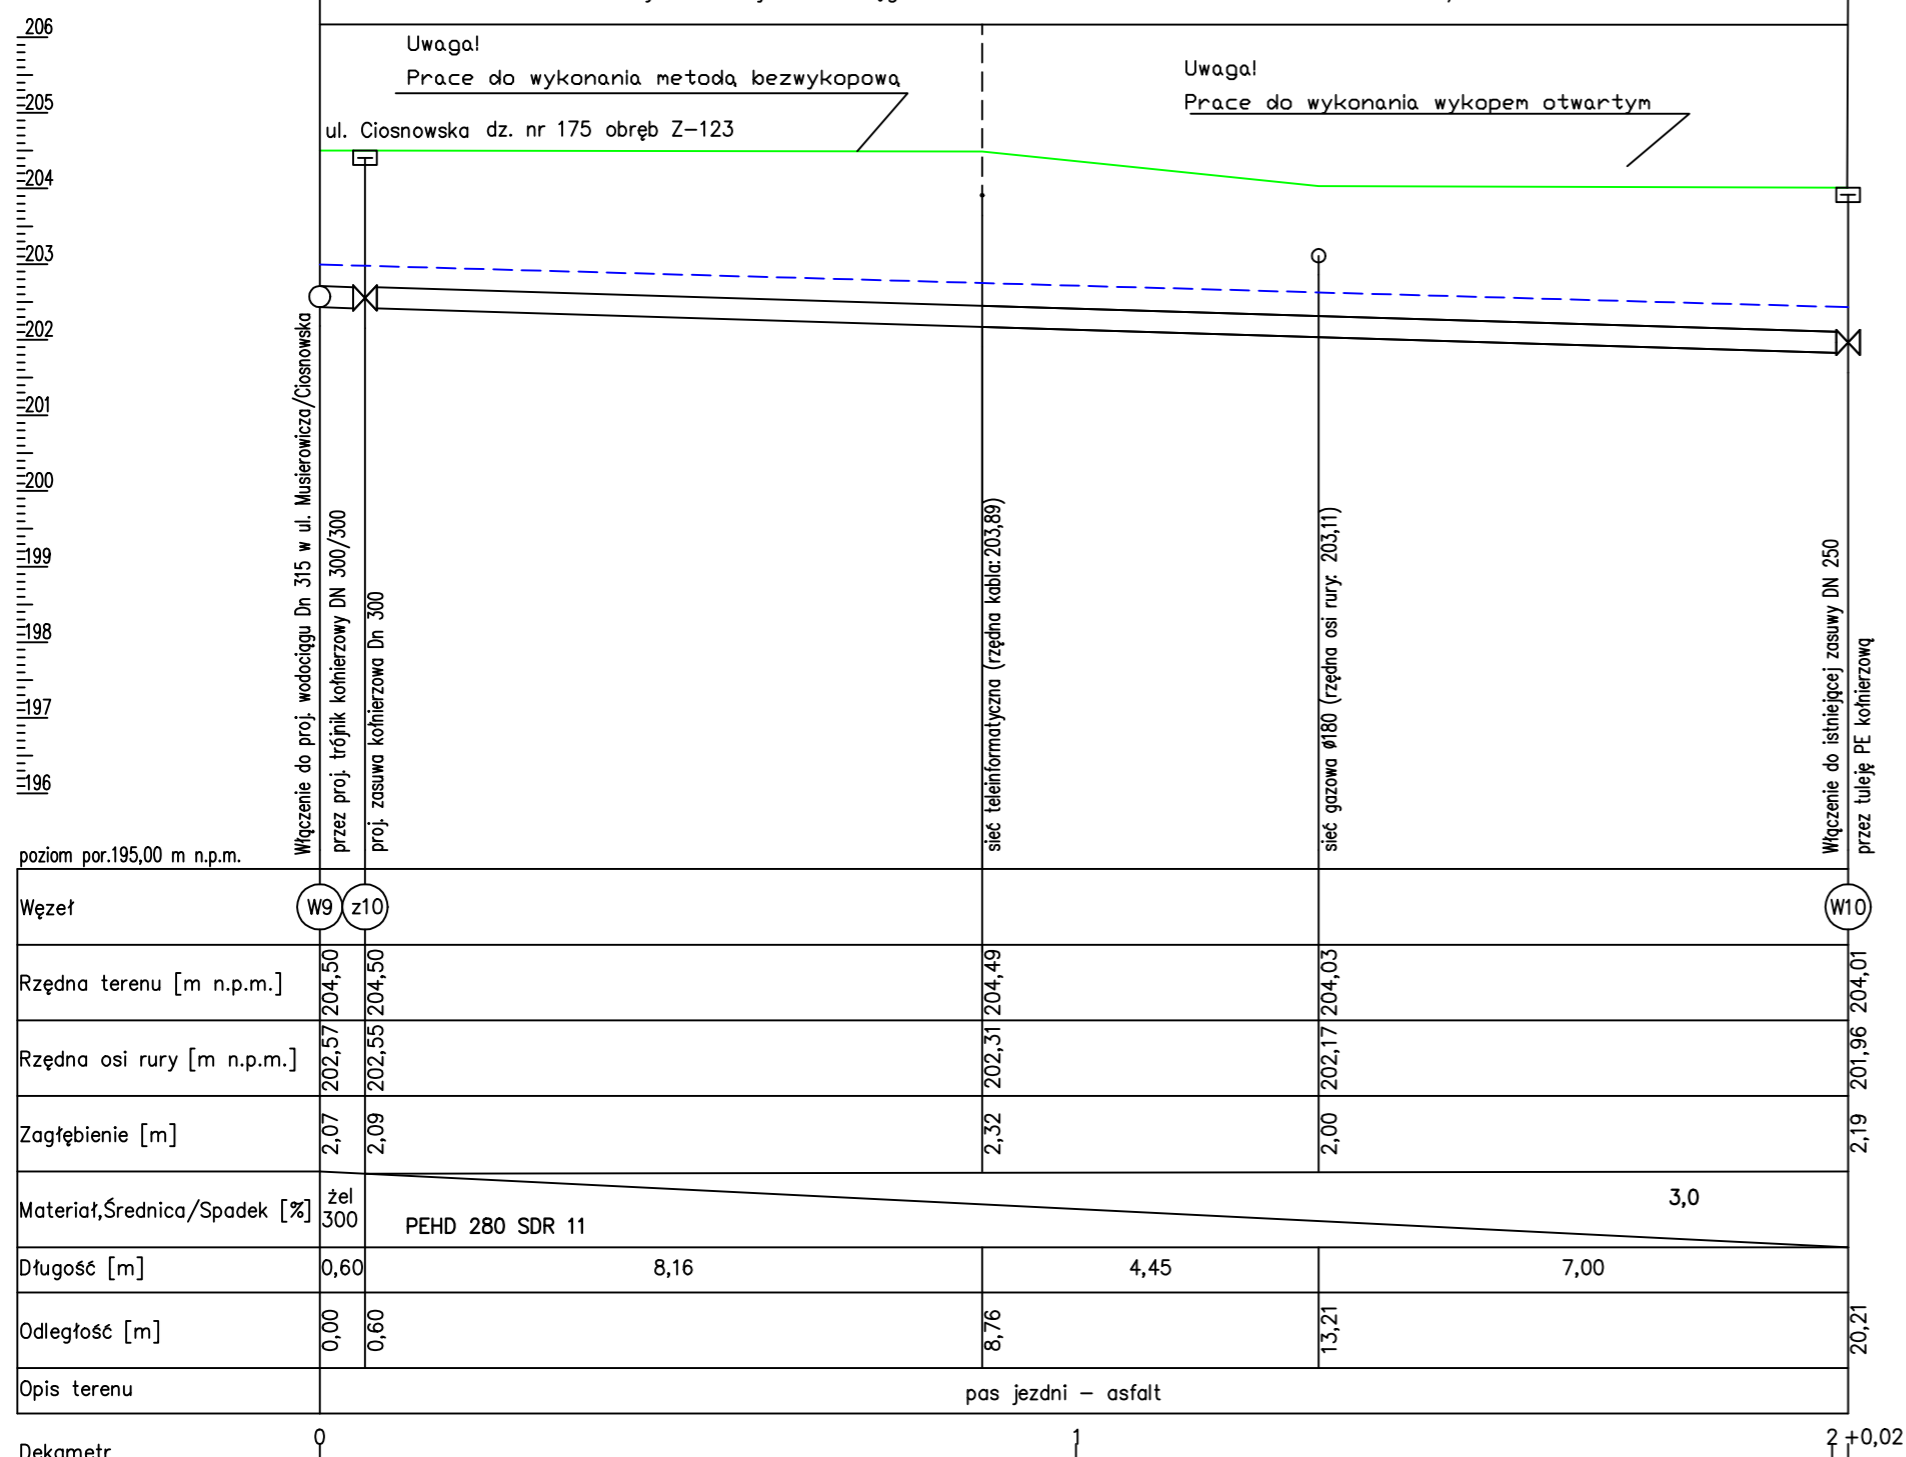 206
205
204
203
202
201
200
199
198
197
196
Uwaga!
Prace do wykonania metodą bezwykopową
Uwaga!
Prace do wykonania wykopem otwartym
ul. Ciosnowska dz. nr 175 obręb Z-123
Włączenie do proj. wodociągu Dn 315 w ul. Musierowicza/Ciosnowska
przez proj. trójnik kołnierzowy DN 300/300
proj. zasuwa kołnierzowa Dn 300
sieć teleinformatyczna (rzędna kabla: 203,89)
sieć gazowa ø180 (rzędna osi rury: 203,11)
Włączenie do istniejącej zasuwy DN 250
przez tuleję PE kołnierzową
poziom por.195,00 m n.p.m.
Węzeł W9 z10 W10
Rzędna terenu [m n.p.m.] 204,50 204,50 204,49 204,03 204,01
Rzędna osi rury [m n.p.m.] 202,57 202,55 202,31 202,17 201,96
Zagłębienie [m] 2,07 2,09 2,32 2,00 2,19
Materiał,Średnica/Spadek [%] żel 300 PEHD 280 SDR 11 3,0
Długość [m] 0,60 8,16 4,45 7,00
Odległość [m] 0,00 0,60 8,76 13,21 20,21
Opis terenu pas jezdni – asfalt
Dekametr 0 1 2 +0,02